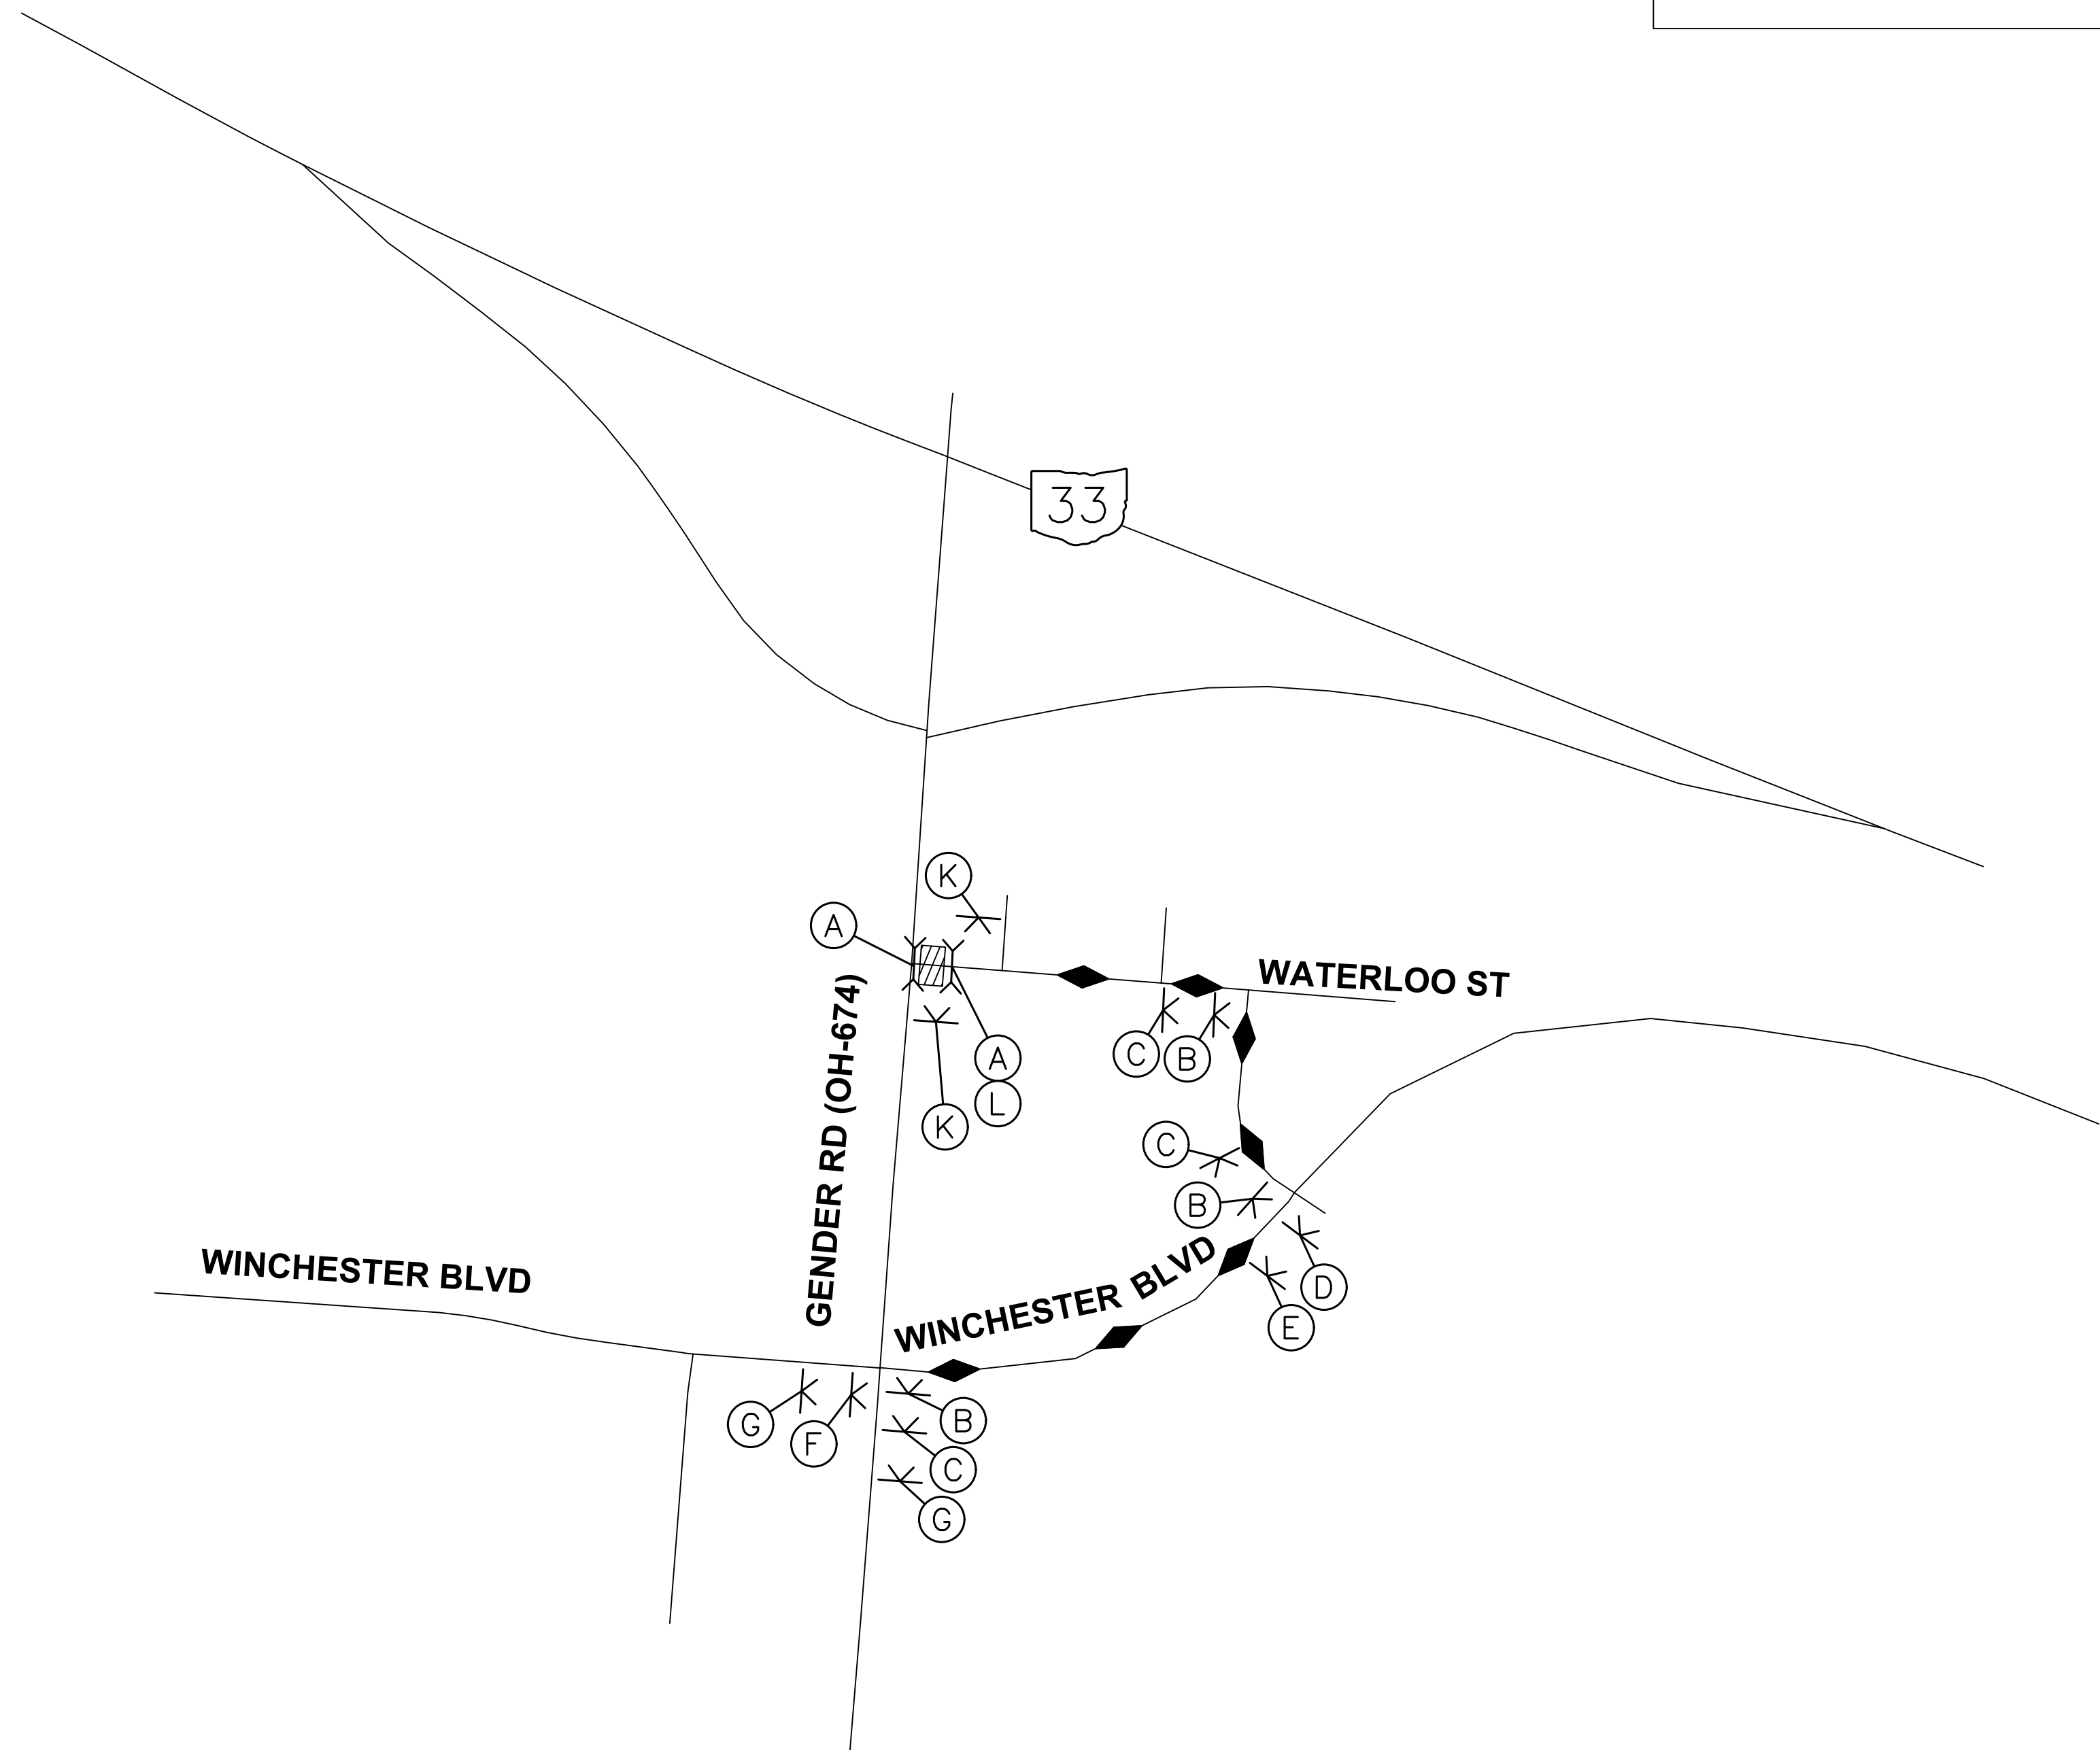 33
K
A
WATERLOO ST
C
B
A
L
K
GENDER RD (OH-674)
C
B
WINCHESTER BLVD
WINCHESTER BLVD
D
E
G
F
B
C
G